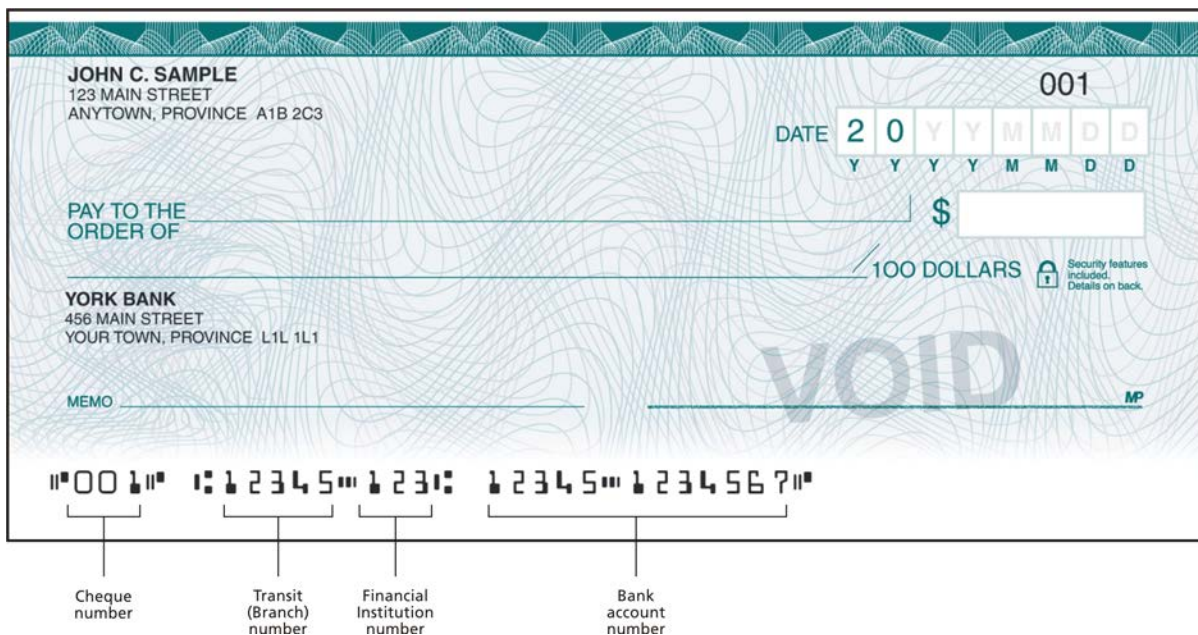 JOHN C. SAMPLE
123 MAIN STREET
ANYTOWN, PROVINCE A1B 2C3
001
DATE 2 0 Y Y M M D D
Y Y Y Y M M D D
PAY TO THE
ORDER OF
$
100 DOLLARS
Security features
included.
Details on back.
YORK BANK
456 MAIN STREET
YOUR TOWN, PROVINCE L1L 1L1
VOID
MEMO
MP
⑈001⑈ ⑆12345⑉123⑆ 12345⑉1234567⑈
Cheque
number
Transit
(Branch)
number
Financial
Institution
number
Bank
account
number